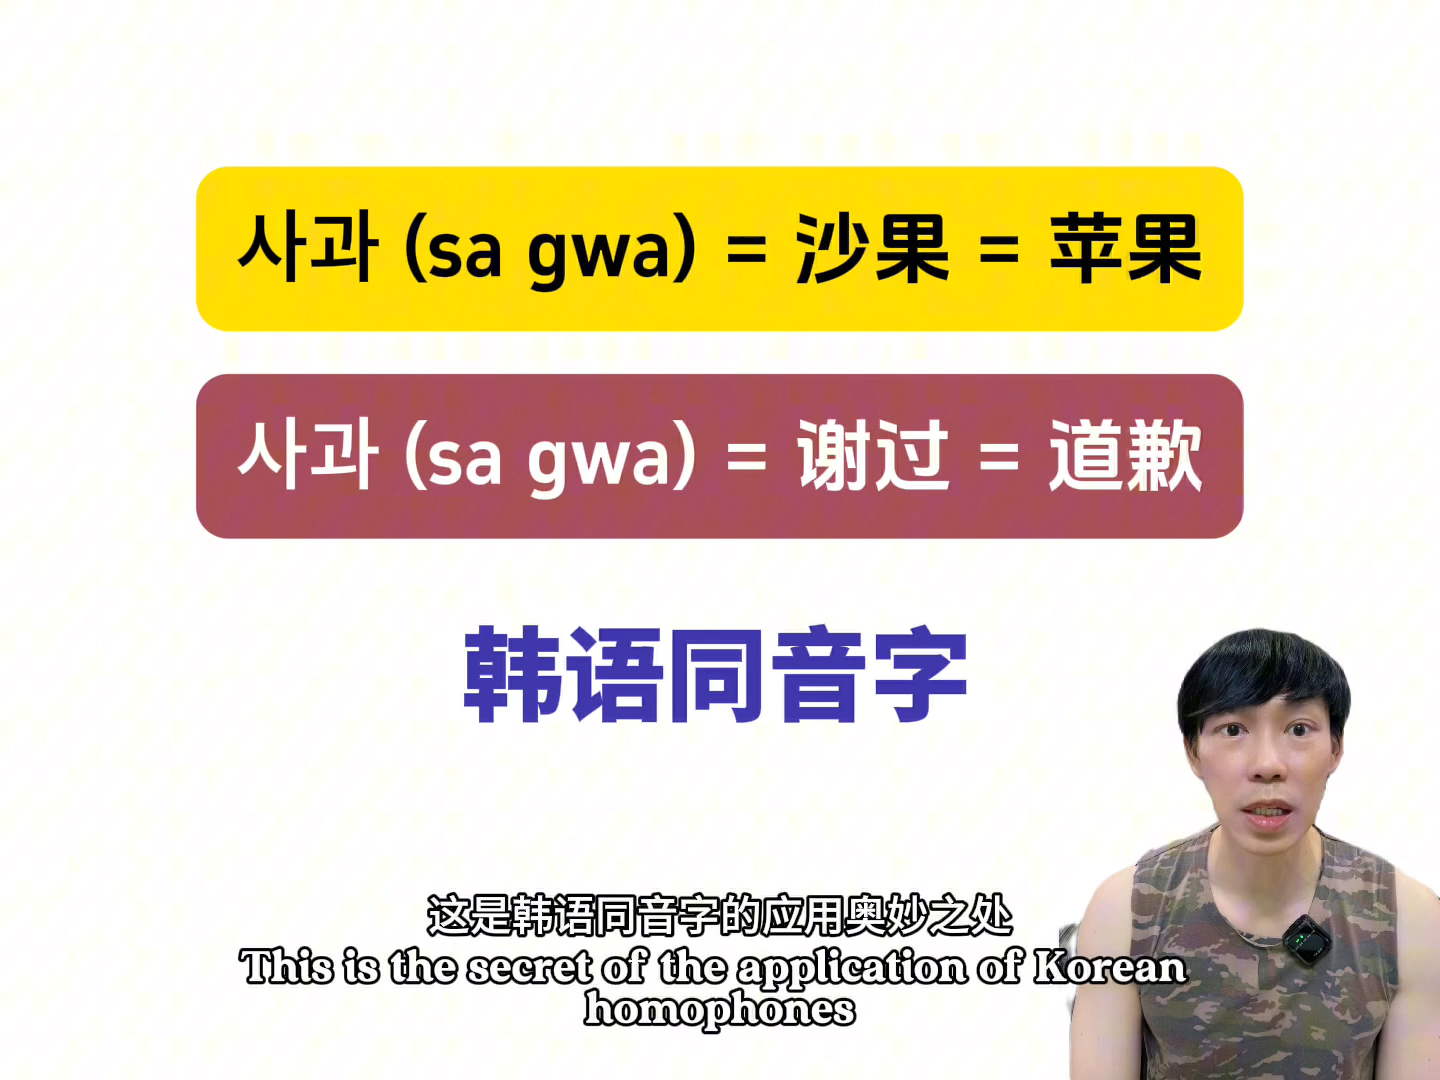 사과 (sa gwa) = 沙果 = 苹果
사과 (sa gwa) = 谢过 = 道歉
韩语同音字
这是韩语同音字的应用奥妙之处
This is the secret of the application of Korean
homophones